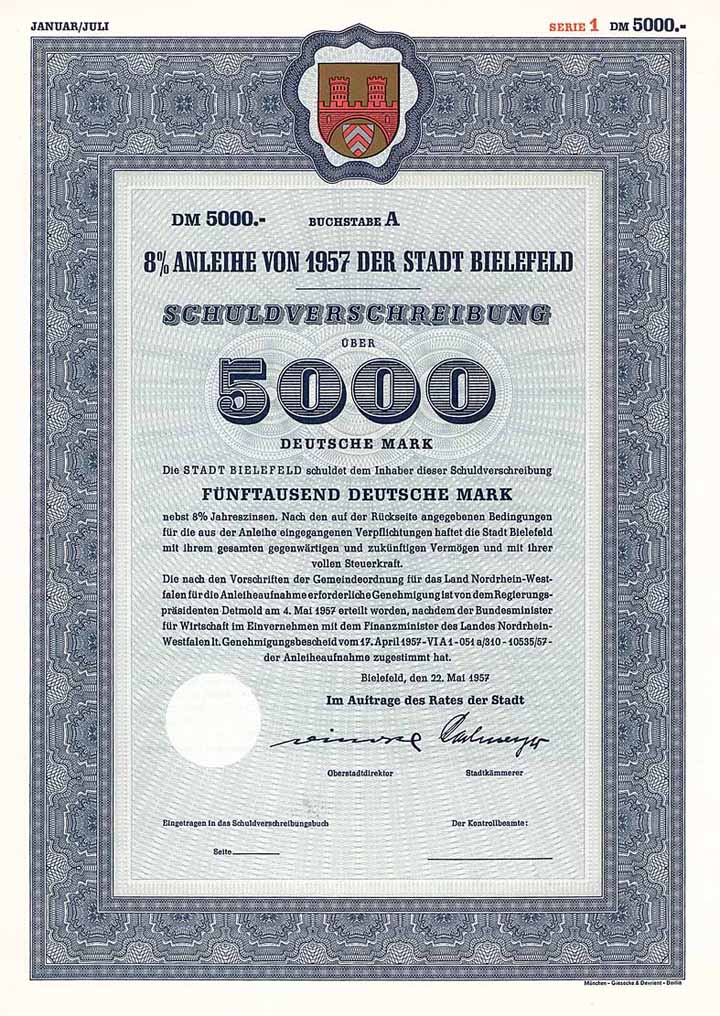 JANUAR/JULI
SERIE 1 DM 5000.-
DM 5000.- BUCHSTABE A
8% ANLEIHE VON 1957 DER STADT BIELEFELD
SCHULDVERSCHREIBUNG
ÜBER
5000
DEUTSCHE MARK
Die STADT BIELEFELD schuldet dem Inhaber dieser Schuldverschreibung
FÜNFTAUSEND DEUTSCHE MARK
nebst 8% Jahreszinsen. Nach den auf der Rückseite angegebenen Bedingungen
für die aus der Anleihe eingegangenen Verpflichtungen haftet die Stadt Bielefeld
mit ihrem gesamten gegenwärtigen und zukünftigen Vermögen und mit ihrer
vollen Steuerkraft.
Die nach den Vorschriften der Gemeindeordnung für das Land Nordrhein-West-
falen für die Anleiheaufnahme erforderliche Genehmigung ist von dem Regierungs-
präsidenten Detmold am 4. Mai 1957 erteilt worden, nachdem der Bundesminister
für Wirtschaft im Einvernehmen mit dem Finanzminister des Landes Nordrhein-
Westfalen lt. Genehmigungsbescheid vom 17. April 1957-VI A 1 - 051 a/310 - 10535/57-
der Anleiheaufnahme zugestimmt hat.
Bielefeld, den 22. Mai 1957
Im Auftrage des Rates der Stadt
Oberstadtdirektor Stadtkämmerer
Eingetragen in das Schuldverschreibungsbuch Der Kontrollbeamte:
Seite
München - Giesecke & Devrient - Berlin